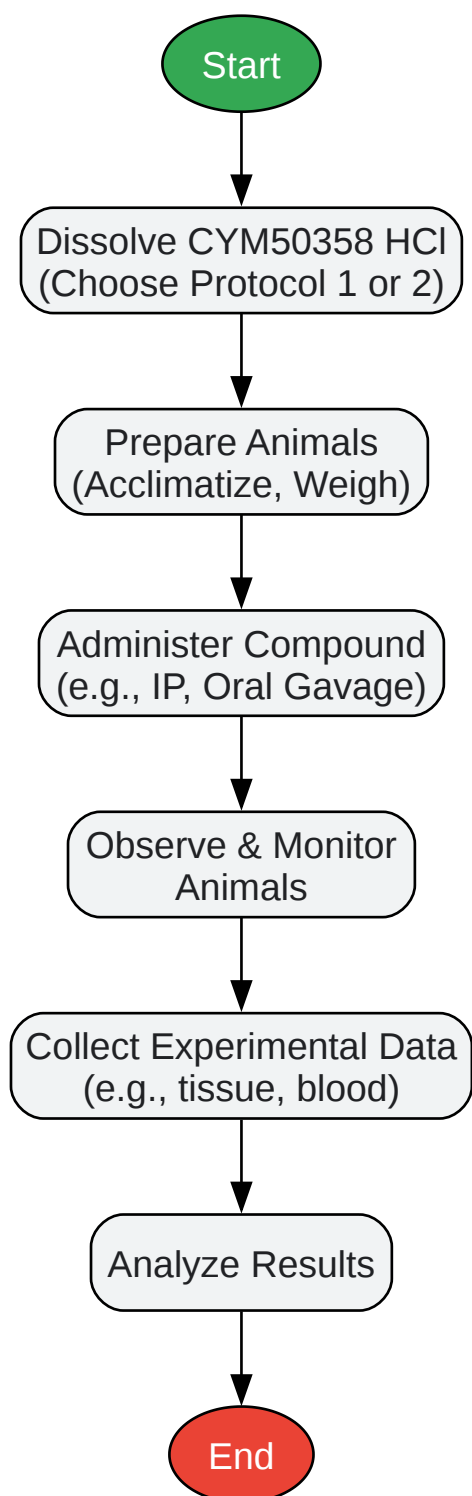 Start
Dissolve CYM50358 HCl
(Choose Protocol 1 or 2)
Prepare Animals
(Acclimatize, Weigh)
Administer Compound
(e.g., IP, Oral Gavage)
Observe & Monitor
Animals
Collect Experimental Data
(e.g., tissue, blood)
Analyze Results
End